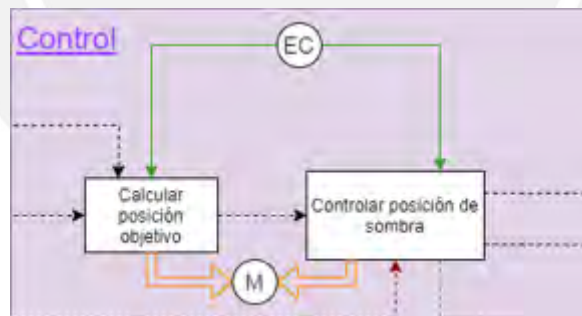 Control
EC
Calcular
posición
objetivo
Controlar posición de
sombra
M